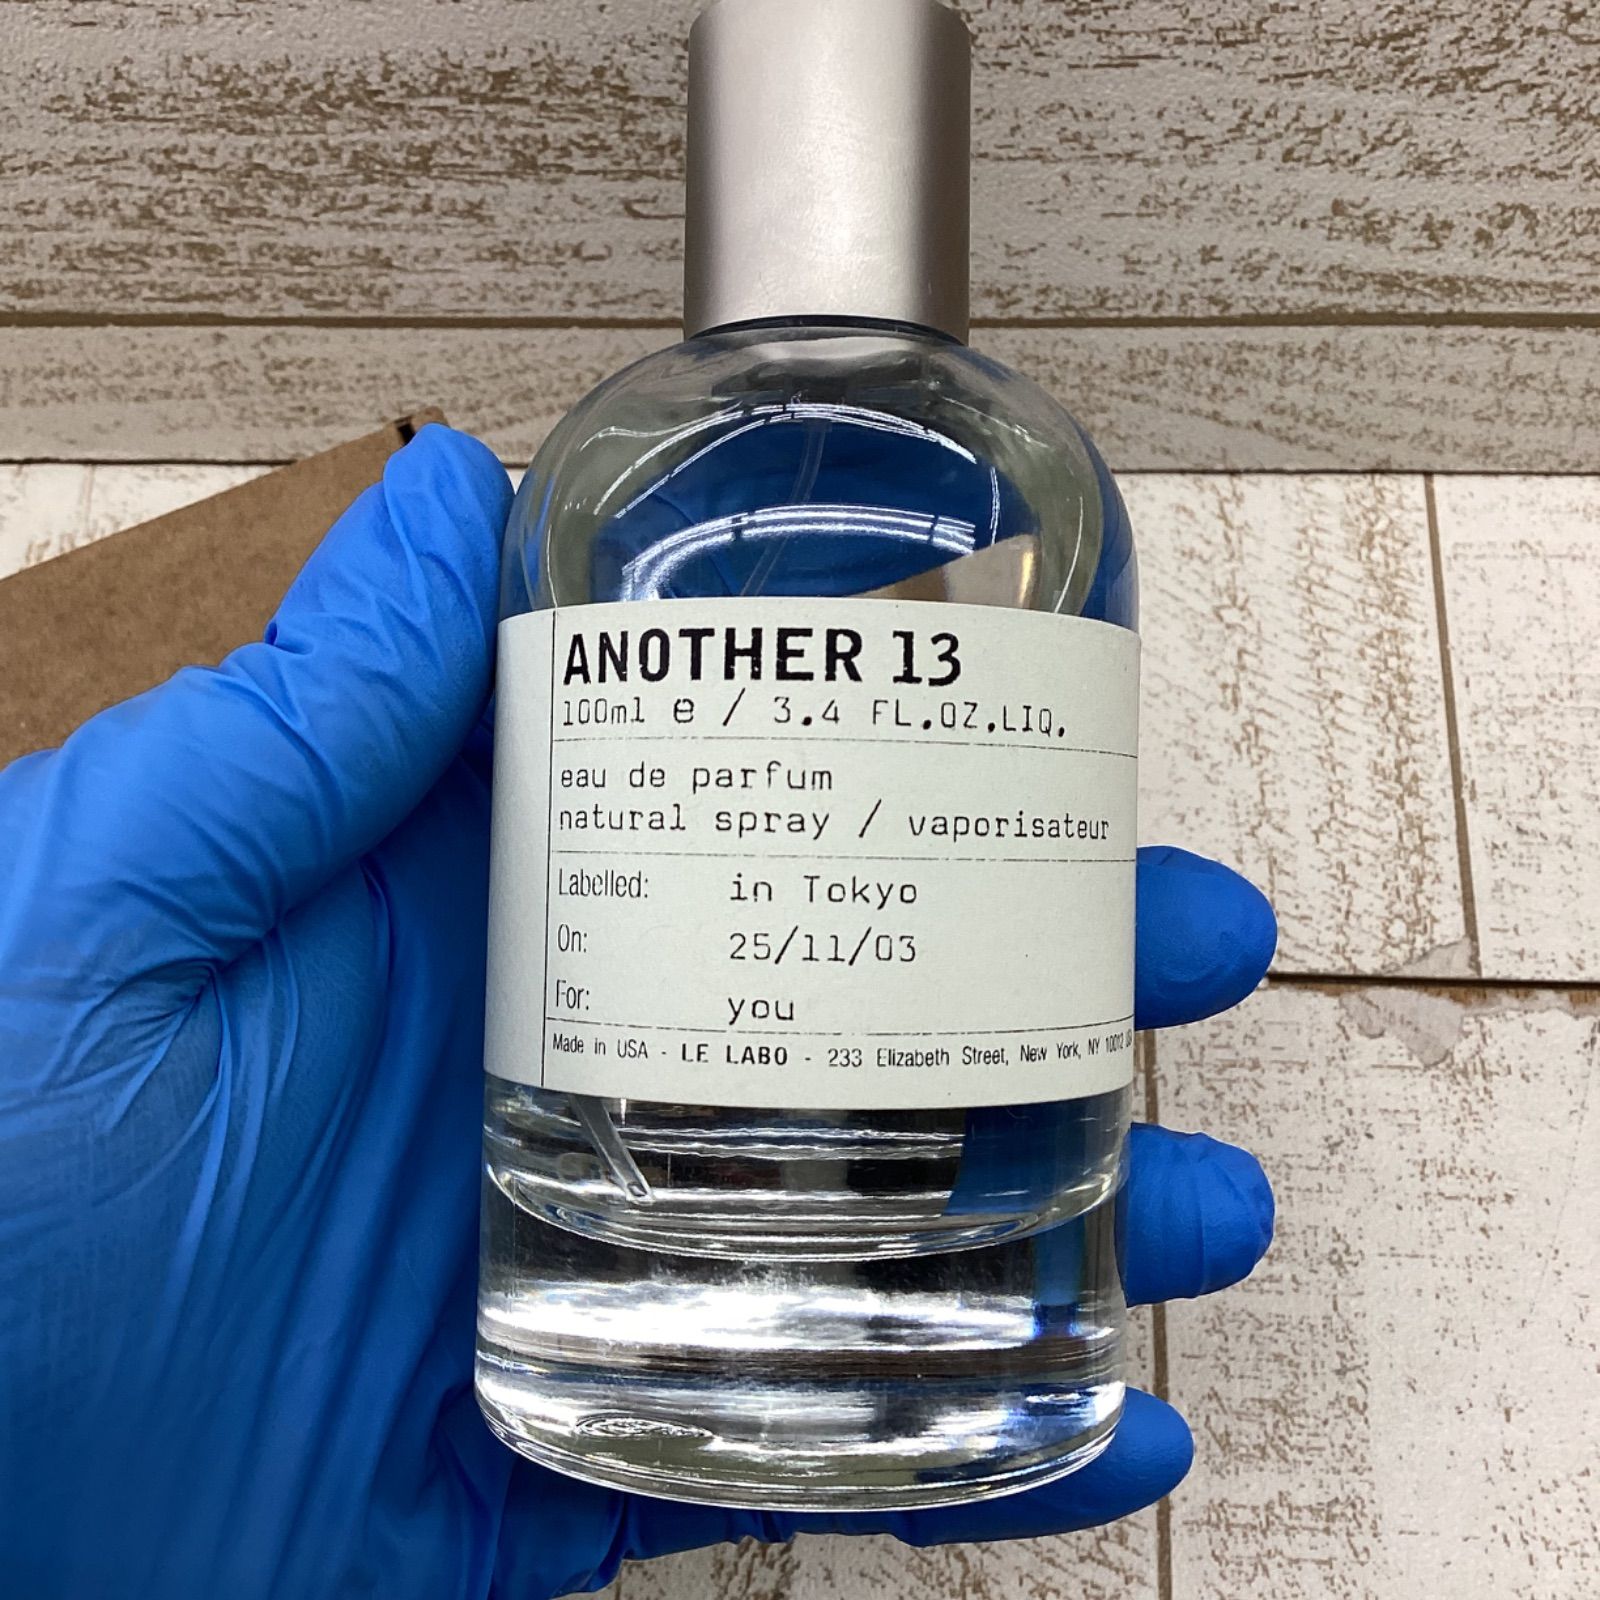 ANOTHER 13
100ml e / 3.4 FL.OZ.LIQ.
eau de parfum
natural spray / vaporisateur
Labelled: in Tokyo
On: 25/11/03
For: you
Made in USA - LE LABO - 233 Elizabeth Street, New York, NY 10012